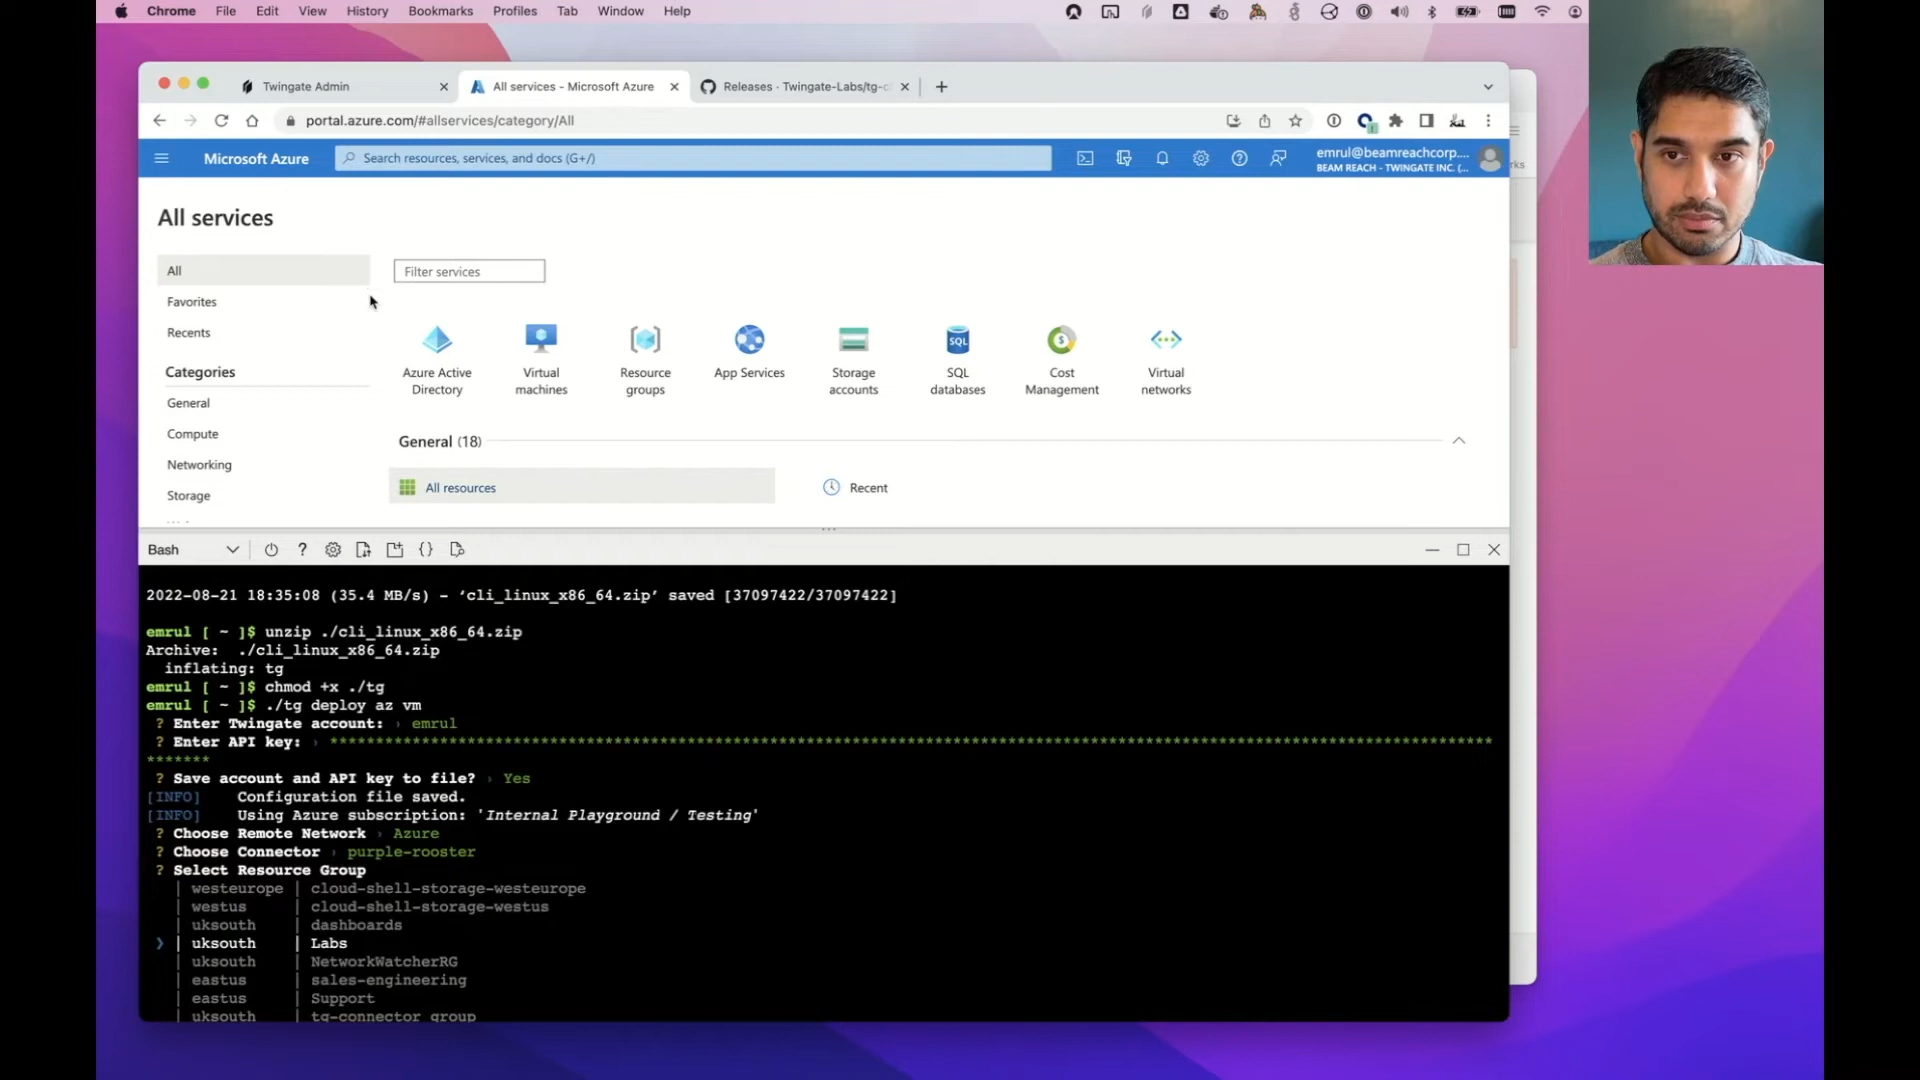 Chrome File Edit View History Bookmarks Profiles Tab Window Help
Twingate Admin
All services - Microsoft Azure
Releases · Twingate-Labs/tg-c
portal.azure.com/#allservices/category/All
Microsoft Azure
Search resources, services, and docs (G+/)
emrul@beamreachcorp....
BEAM REACH - TWINGATE INC. (...
All services
All
Filter services
Favorites
Recents
Categories
General
Compute
Networking
Storage
Azure Active Directory
Virtual machines
Resource groups
App Services
Storage accounts
SQL databases
Cost Management
Virtual networks
General (18)
All resources
Recent
Bash
2022-08-21 18:35:08 (35.4 MB/s) - ‘cli_linux_x86_64.zip’ saved [37097422/37097422]
emrul [ ~ ]$ unzip ./cli_linux_x86_64.zip
Archive:  ./cli_linux_x86_64.zip
  inflating: tg
emrul [ ~ ]$ chmod +x ./tg
emrul [ ~ ]$ ./tg deploy az vm
? Enter Twingate account: › emrul
? Enter API key: › *******************************************************************************************************************************
*******
? Save account and API key to file? › Yes
[INFO]    Configuration file saved.
[INFO]    Using Azure subscription: 'Internal Playground / Testing'
? Choose Remote Network › Azure
? Choose Connector › purple-rooster
? Select Resource Group
| westeurope | cloud-shell-storage-westeurope
| westus     | cloud-shell-storage-westus
| uksouth    | dashboards
❯ | uksouth    | Labs
| uksouth    | NetworkWatcherRG
| eastus     | sales-engineering
| eastus     | Support
| uksouth    | tg-connector_group